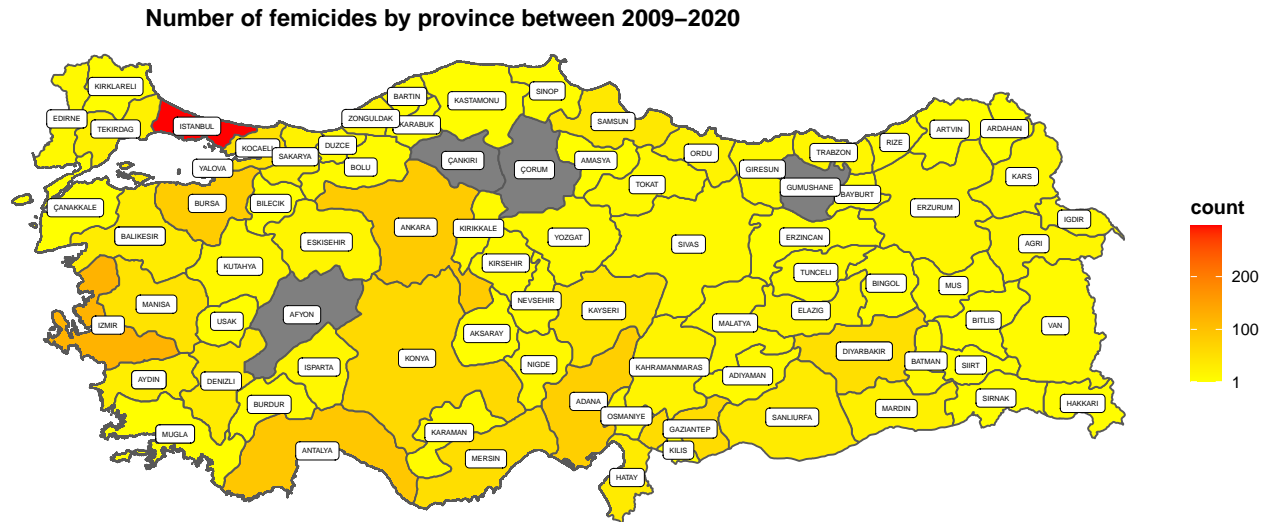 Number of femicides by province between 2009–2020
KIRKLARELI
EDIRNE
TEKIRDAG
ISTANBUL
KOCAELI
YALOVA
SAKARYA
DUZCE
ZONGULDAK
BARTIN
KARABUK
KASTAMONU
SINOP
BOLU
ÇANKIRI
ÇORUM
SAMSUN
AMASYA
TOKAT
ORDU
GIRESUN
TRABZON
GUMUSHANE
BAYBURT
RIZE
ARTVIN
ARDAHAN
KARS
IGDIR
AGRI
ERZURUM
ÇANAKKALE
BALIKESIR
BURSA
BILECIK
ESKISEHIR
KUTAHYA
ANKARA
KIRIKKALE
KIRSEHIR
YOZGAT
SIVAS
ERZINCAN
TUNCELI
BINGOL
MUS
BITLIS
VAN
IZMIR
MANISA
USAK
AFYON
KONYA
AKSARAY
NEVSEHIR
KAYSERI
NIGDE
MALATYA
ELAZIG
DIYARBAKIR
BATMAN
SIIRT
SIRNAK
HAKKARI
AYDIN
DENIZLI
ISPARTA
BURDUR
MUGLA
ANTALYA
KARAMAN
MERSIN
ADANA
OSMANIYE
KAHRAMANMARAS
ADIYAMAN
GAZIANTEP
KILIS
HATAY
SANLIURFA
MARDIN
count
200
100
1